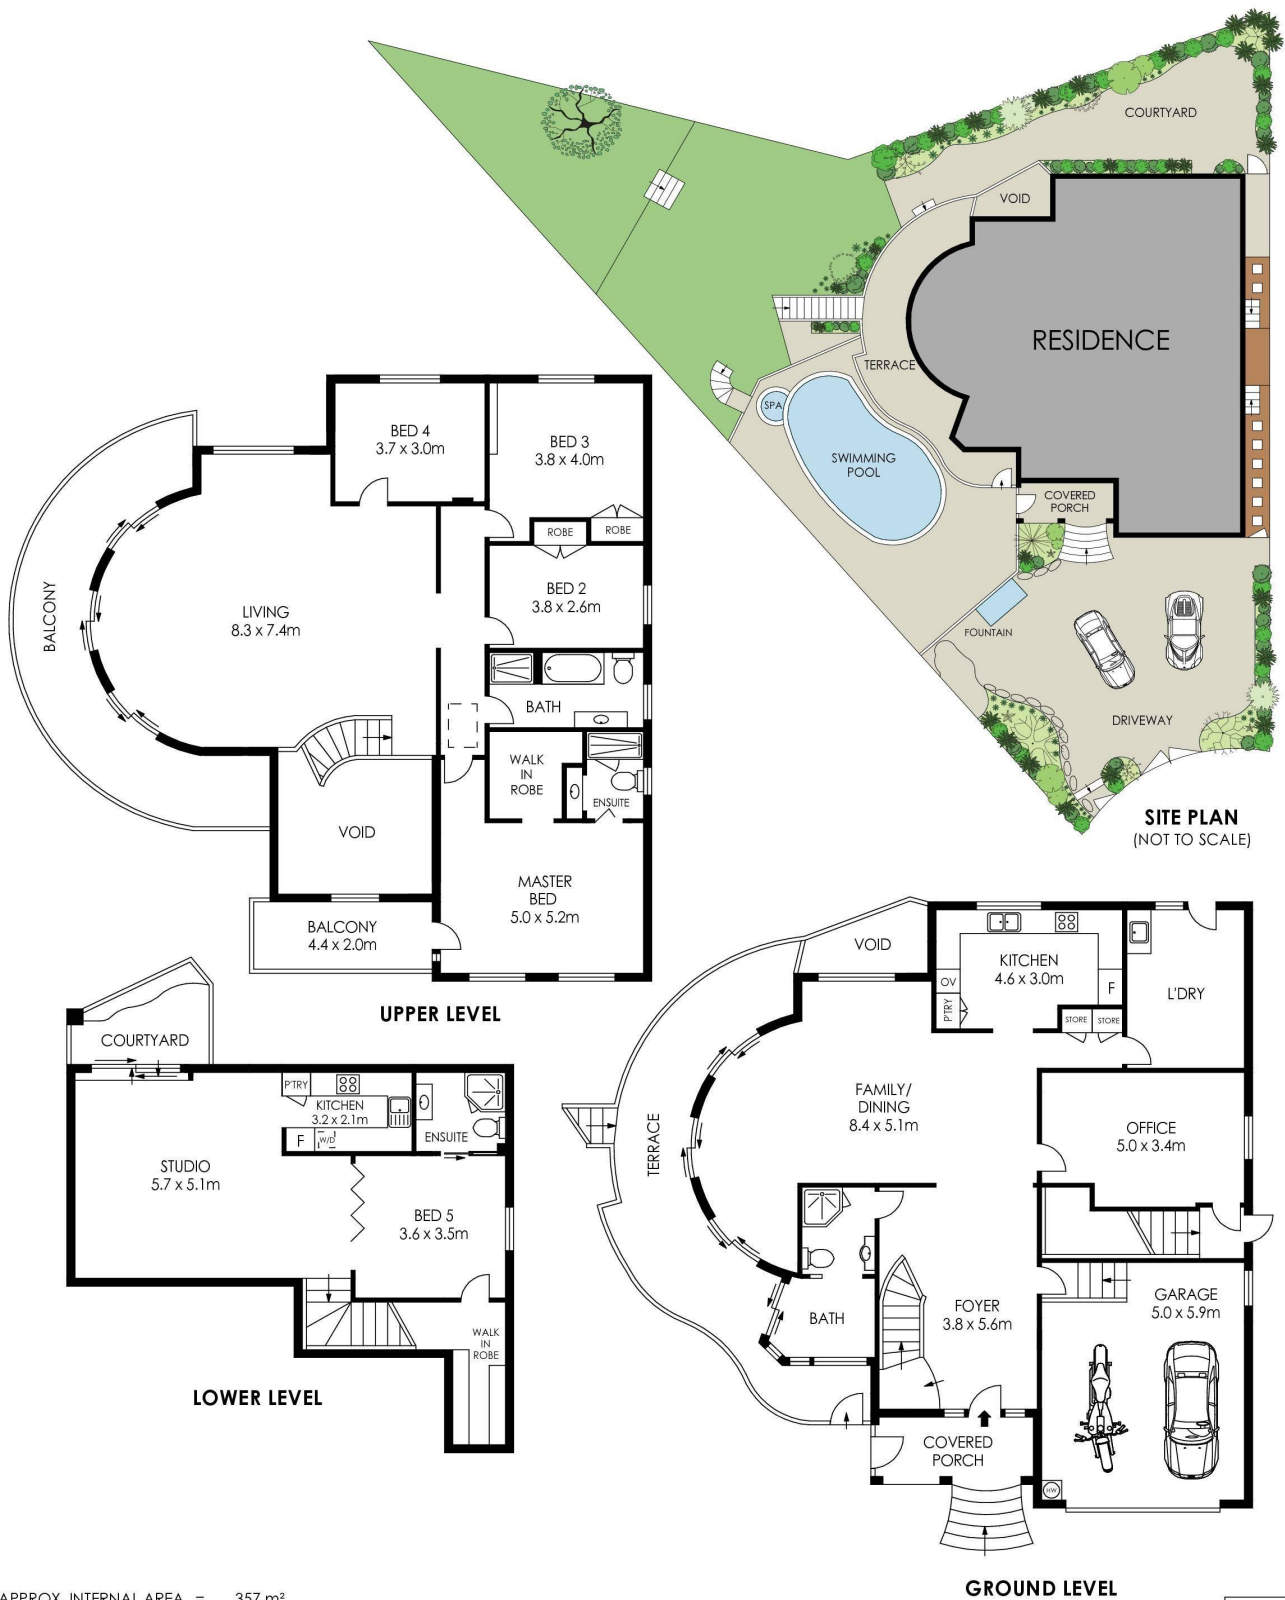 COURTYARD
VOID
RESIDENCE
TERRACE
SPA
SWIMMING
POOL
COVERED
PORCH
FOUNTAIN
DRIVEWAY
SITE PLAN
(NOT TO SCALE)
BED 4
3.7 x 3.0m
BED 3
3.8 x 4.0m
ROBE
ROBE
BALCONY
LIVING
8.3 x 7.4m
BED 2
3.8 x 2.6m
BATH
WALK
IN
ROBE
ENSUITE
VOID
MASTER
BED
5.0 x 5.2m
BALCONY
4.4 x 2.0m
UPPER LEVEL
COURTYARD
P'TRY
KITCHEN
3.2 x 2.1m
F
W/D
ENSUITE
STUDIO
5.7 x 5.1m
BED 5
3.6 x 3.5m
WALK
IN
ROBE
LOWER LEVEL
VOID
KITCHEN
4.6 x 3.0m
OV
P'TRY
F
L'DRY
STORE
STORE
FAMILY/
DINING
8.4 x 5.1m
TERRACE
OFFICE
5.0 x 3.4m
BATH
FOYER
3.8 x 5.6m
GARAGE
5.0 x 5.9m
COVERED
PORCH
HW
GROUND LEVEL
APPROX. INTERNAL AREA = 357 m²